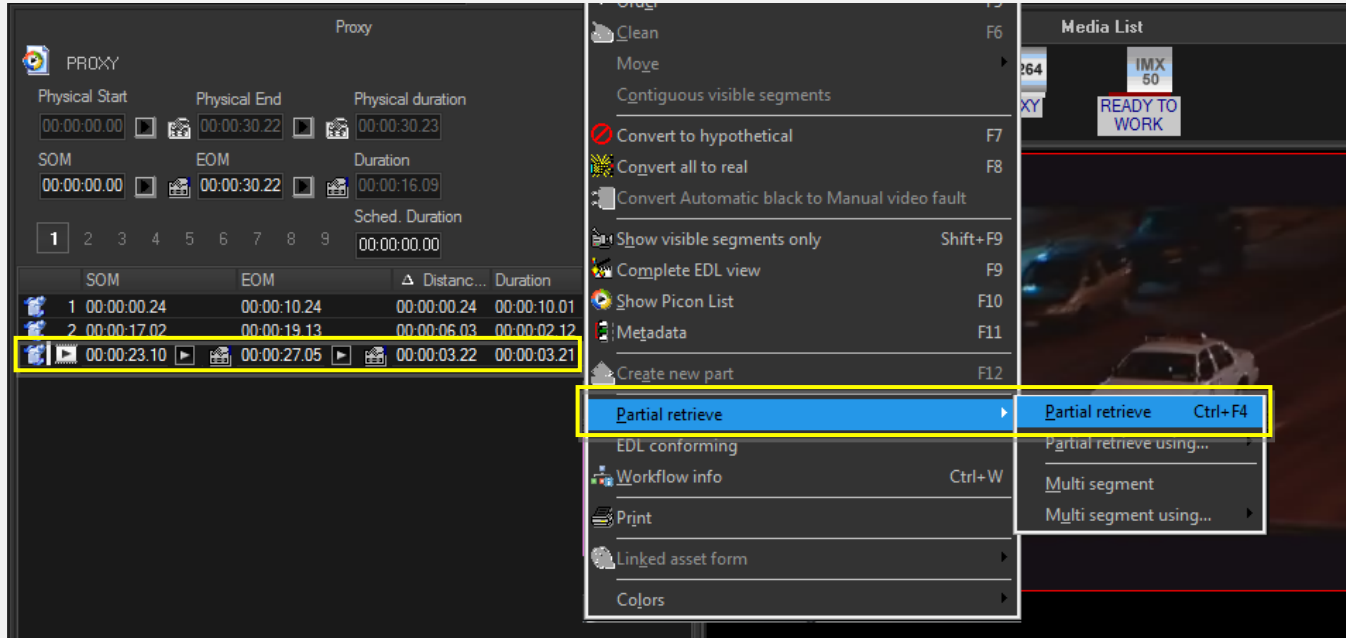 Proxy
PROXY
Physical Start Physical End Physical duration
00:00:00.00 00:00:30.22 00:00:30.23
SOM EOM Duration
00:00:00.00 00:00:30.22 00:00:16.09
Sched. Duration
1 2 3 4 5 6 7 8 9 00:00:00.00
SOM EOM Distanc... Duration
1 00:00:00.24 00:00:10.24 00:00:00.24 00:00:10.01
2 00:00:17.02 00:00:19.13 00:00:06.03 00:00:02.12
00:00:23.10 00:00:27.05 00:00:03.22 00:00:03.21
Order F5
Clean F6
Move
Contiguous visible segments
Convert to hypothetical F7
Convert all to real F8
Convert Automatic black to Manual video fault
Show visible segments only Shift+F9
Complete EDL view F9
Show Picon List F10
Metadata F11
Create new part F12
Partial retrieve
EDL conforming
Workflow info Ctrl+W
Print
Linked asset form
Colors
Partial retrieve Ctrl+F4
Partial retrieve using...
Multi segment
Multi segment using...
Media List
264
XY
IMX
50
READY TO
WORK